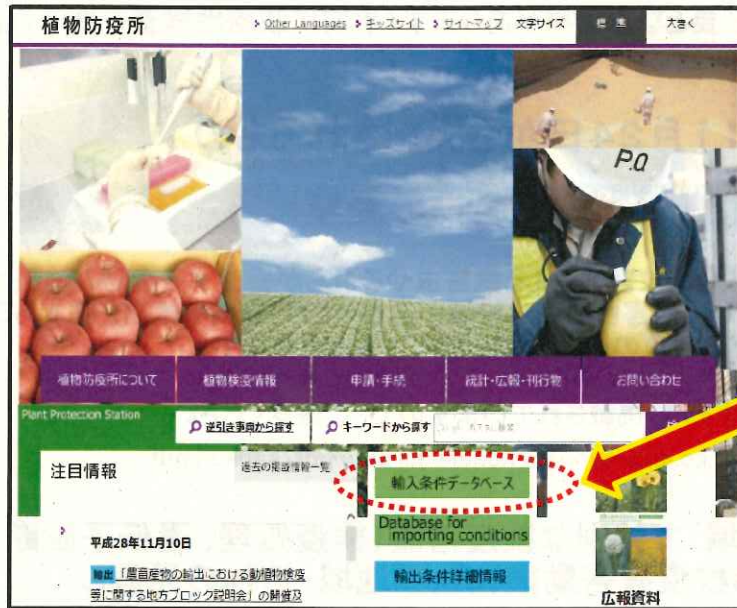 植物防疫所
Other Languages
キッズサイト
サイトマップ
文字サイズ
標準
大きく
P.Q
植物防疫所について
植物検疫情報
申請・手続
統計・広報・刊行物
お問い合わせ
Plant Protection Station
逆引き事典から探す
キーワードから探す
注目情報
過去の掲載情報一覧
輸入条件データベース
Database for
importing conditions
輸出条件詳細情報
平成28年11月10日
輸出 「農畜産物の輸出における動植物検疫
等に関する地方ブロック説明会」の開催及
広報資料